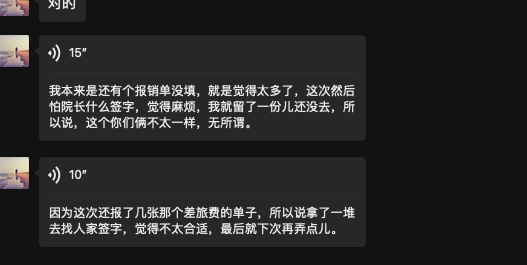 对的
15"
我本来是还有个报销单没填，就是觉得太多了，这次然后
怕院长什么签字，觉得麻烦，我就留了一份儿还没去，所
以说，这个你们俩不太一样，无所谓。
10"
因为这次还报了几张那个差旅费的单子，所以说拿了一堆
去找人家签字，觉得不太合适，最后就下次再弄点儿。